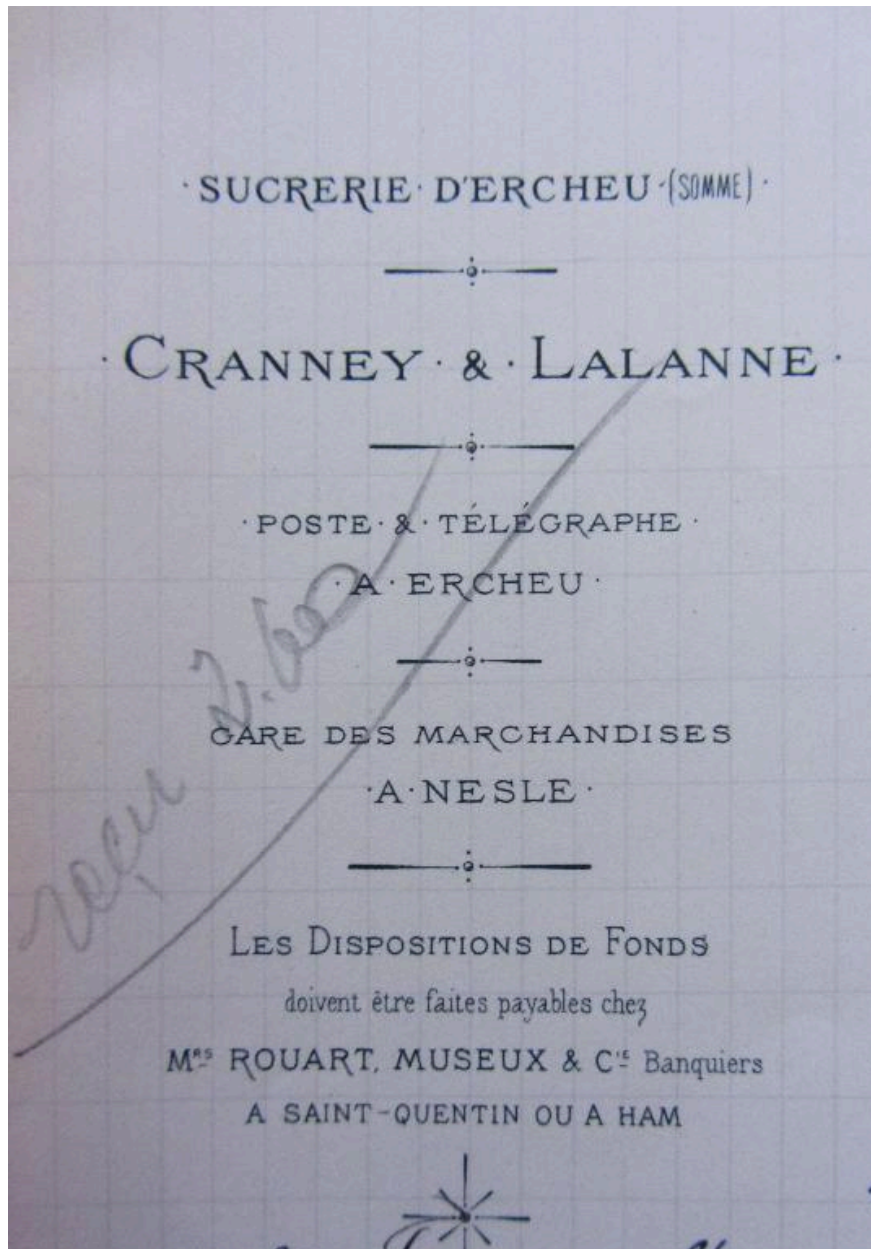 · SUCRERIE · D'ERCHEU · (SOMME) ·
· CRANNEY · & · LALANNE ·
· POSTE · & · TÉLÉGRAPHE ·
· A · ERCHEU ·
GARE DES MARCHANDISES
· A · NESLE ·
LES DISPOSITIONS DE FONDS
doivent être faites payables chez
MRS ROUART, MUSEUX & CIE Banquiers
A SAINT-QUENTIN OU A HAM
reçu